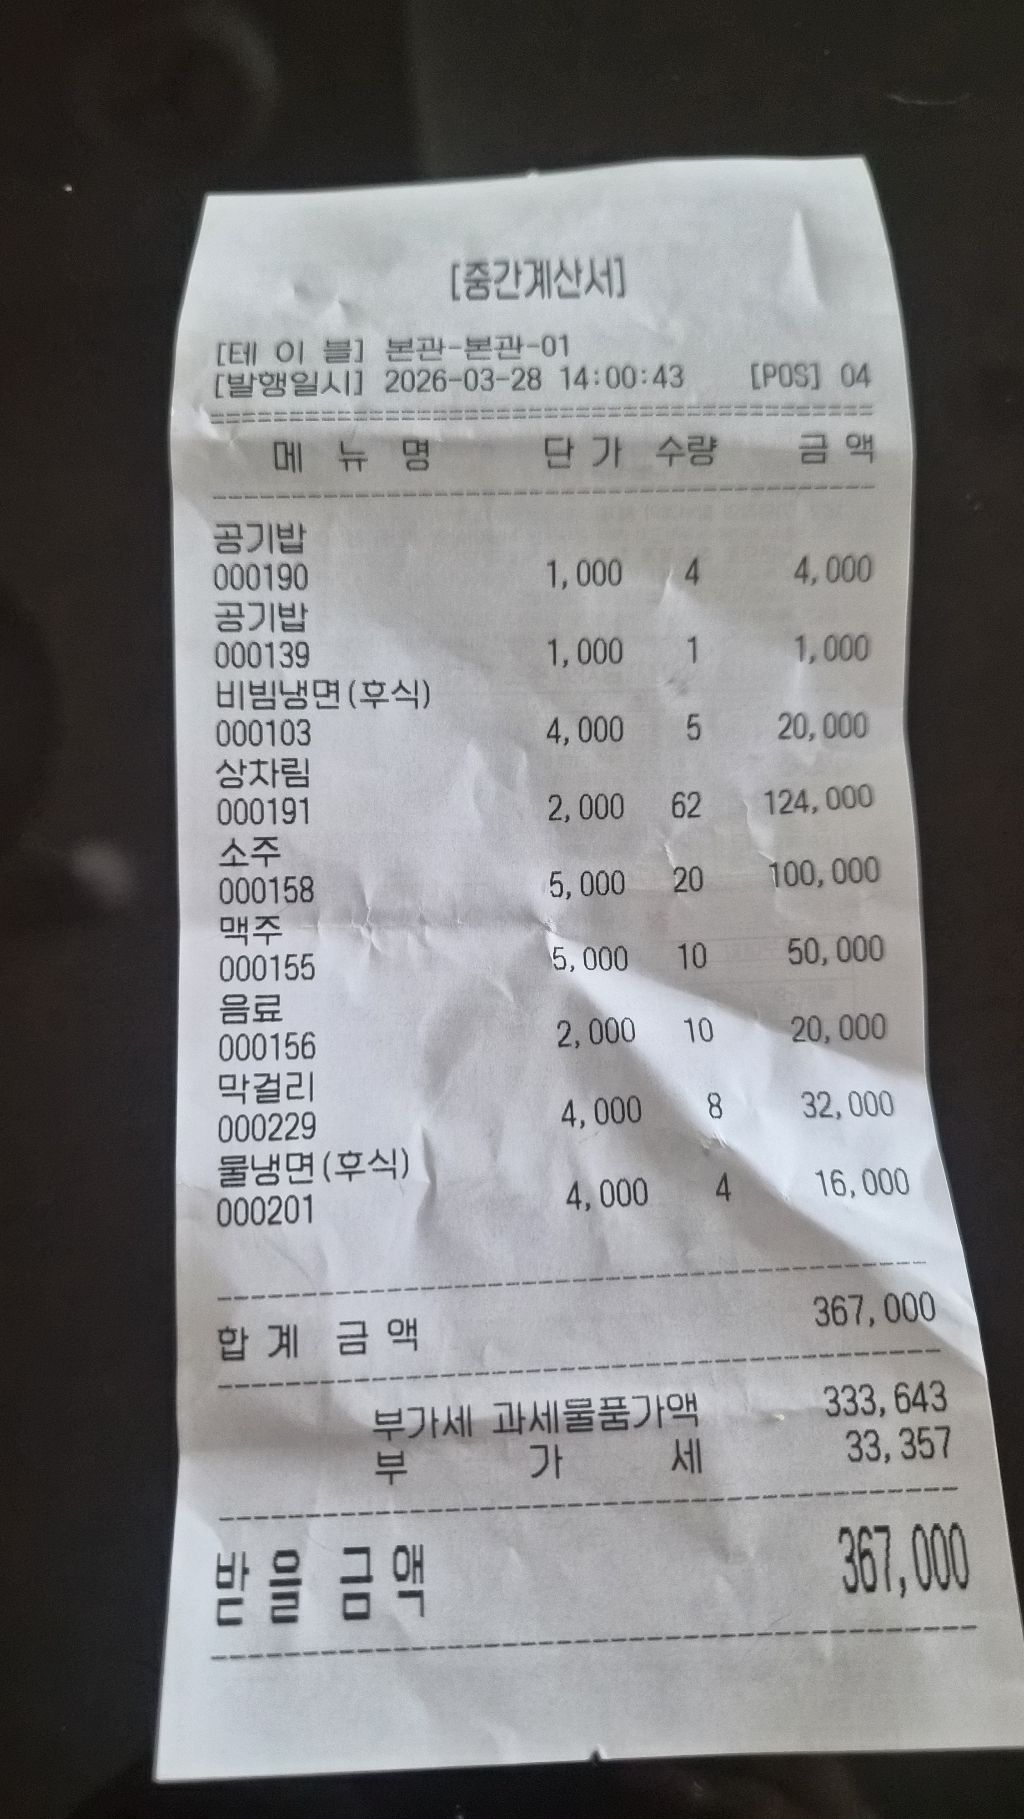 [중간계산서]
[테 이 블] 본관-본관-01
[발행일시] 2026-03-28 14:00:43 [POS] 04
메 뉴 명 단 가 수량 금 액
공기밥
000190 1,000 4 4,000
공기밥
000139 1,000 1 1,000
비빔냉면(후식)
000103 4,000 5 20,000
상차림
000191 2,000 62 124,000
소주
000158 5,000 20 100,000
맥주
000155 5,000 10 50,000
음료
000156 2,000 10 20,000
막걸리
000229 4,000 8 32,000
물냉면(후식)
000201 4,000 4 16,000
합 계 금 액 367,000
부가세 과세물품가액 333,643
부 가 세 33,357
받 을 금 액 367,000